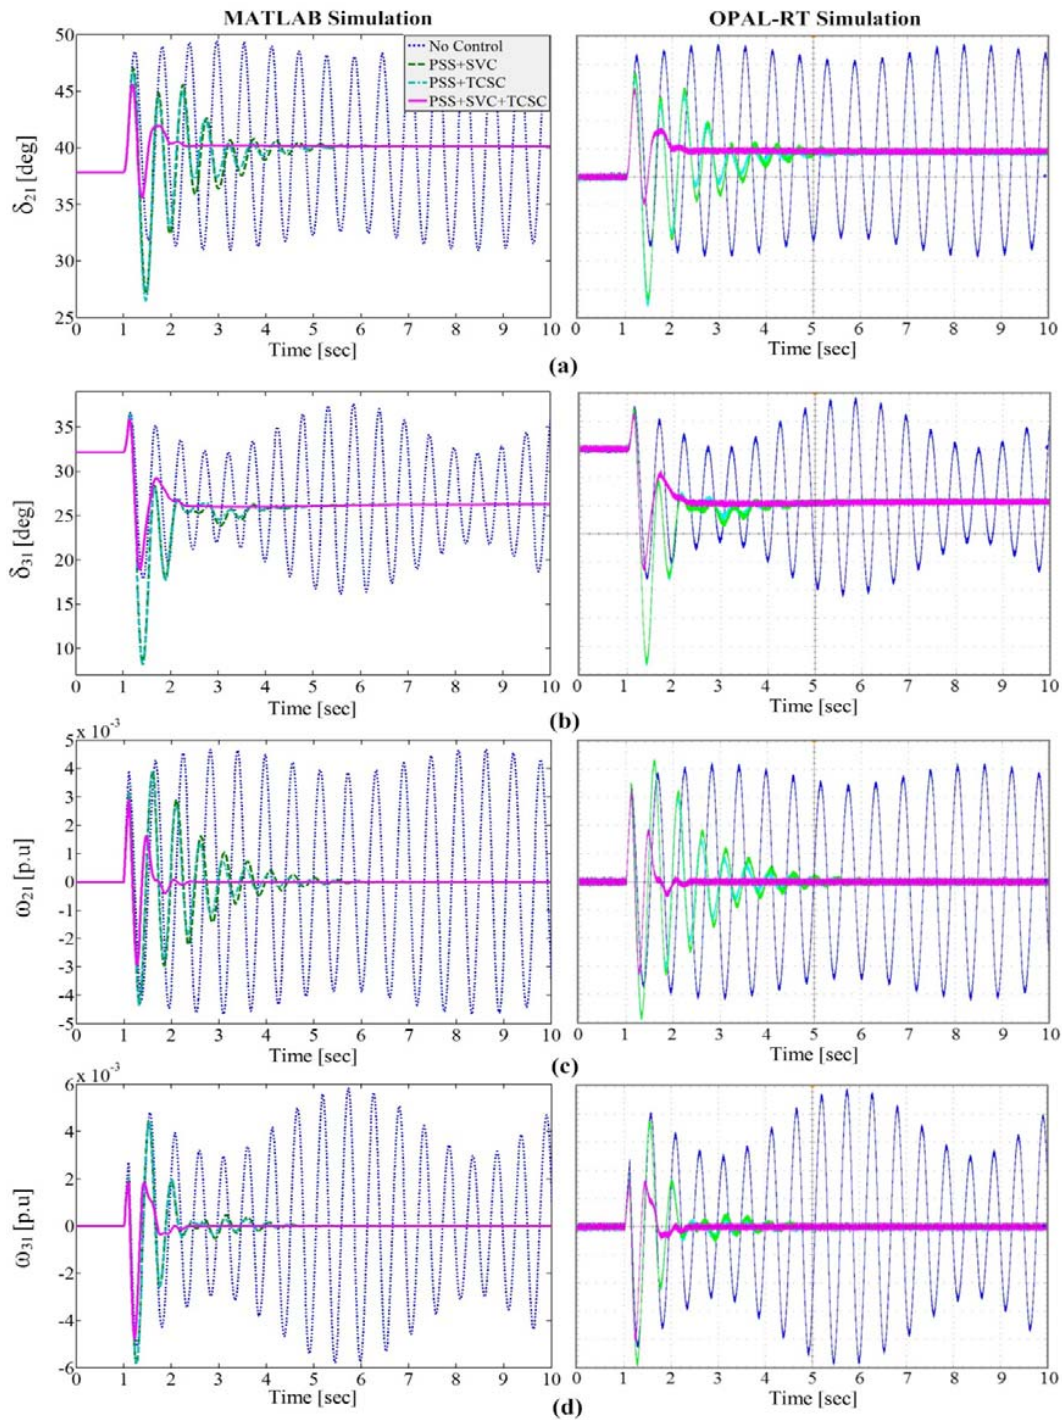 MATLAB Simulation
OPAL-RT Simulation
50
45
40
35
30
25
δ21 [deg]
No Control
PSS+SVC
PSS+TCSC
PSS+SVC+TCSC
0 1 2 3 4 5 6 7 8 9 10
Time [sec]
0 1 2 3 4 5 6 7 8 9 10
Time [sec]
(a)
35
30
25
20
15
10
δ31 [deg]
0 1 2 3 4 5 6 7 8 9 10
Time [sec]
0 1 2 3 4 5 6 7 8 9 10
Time [sec]
(b)
x 10-3
5
4
3
2
1
0
-1
-2
-3
-4
-5
ω21 [p.u]
0 1 2 3 4 5 6 7 8 9 10
Time [sec]
0 1 2 3 4 5 6 7 8 9 10
Time [sec]
(c)
x 10-3
6
4
2
0
-2
-4
-6
ω31 [p.u]
0 1 2 3 4 5 6 7 8 9 10
Time [sec]
0 1 2 3 4 5 6 7 8 9 10
Time [sec]
(d)